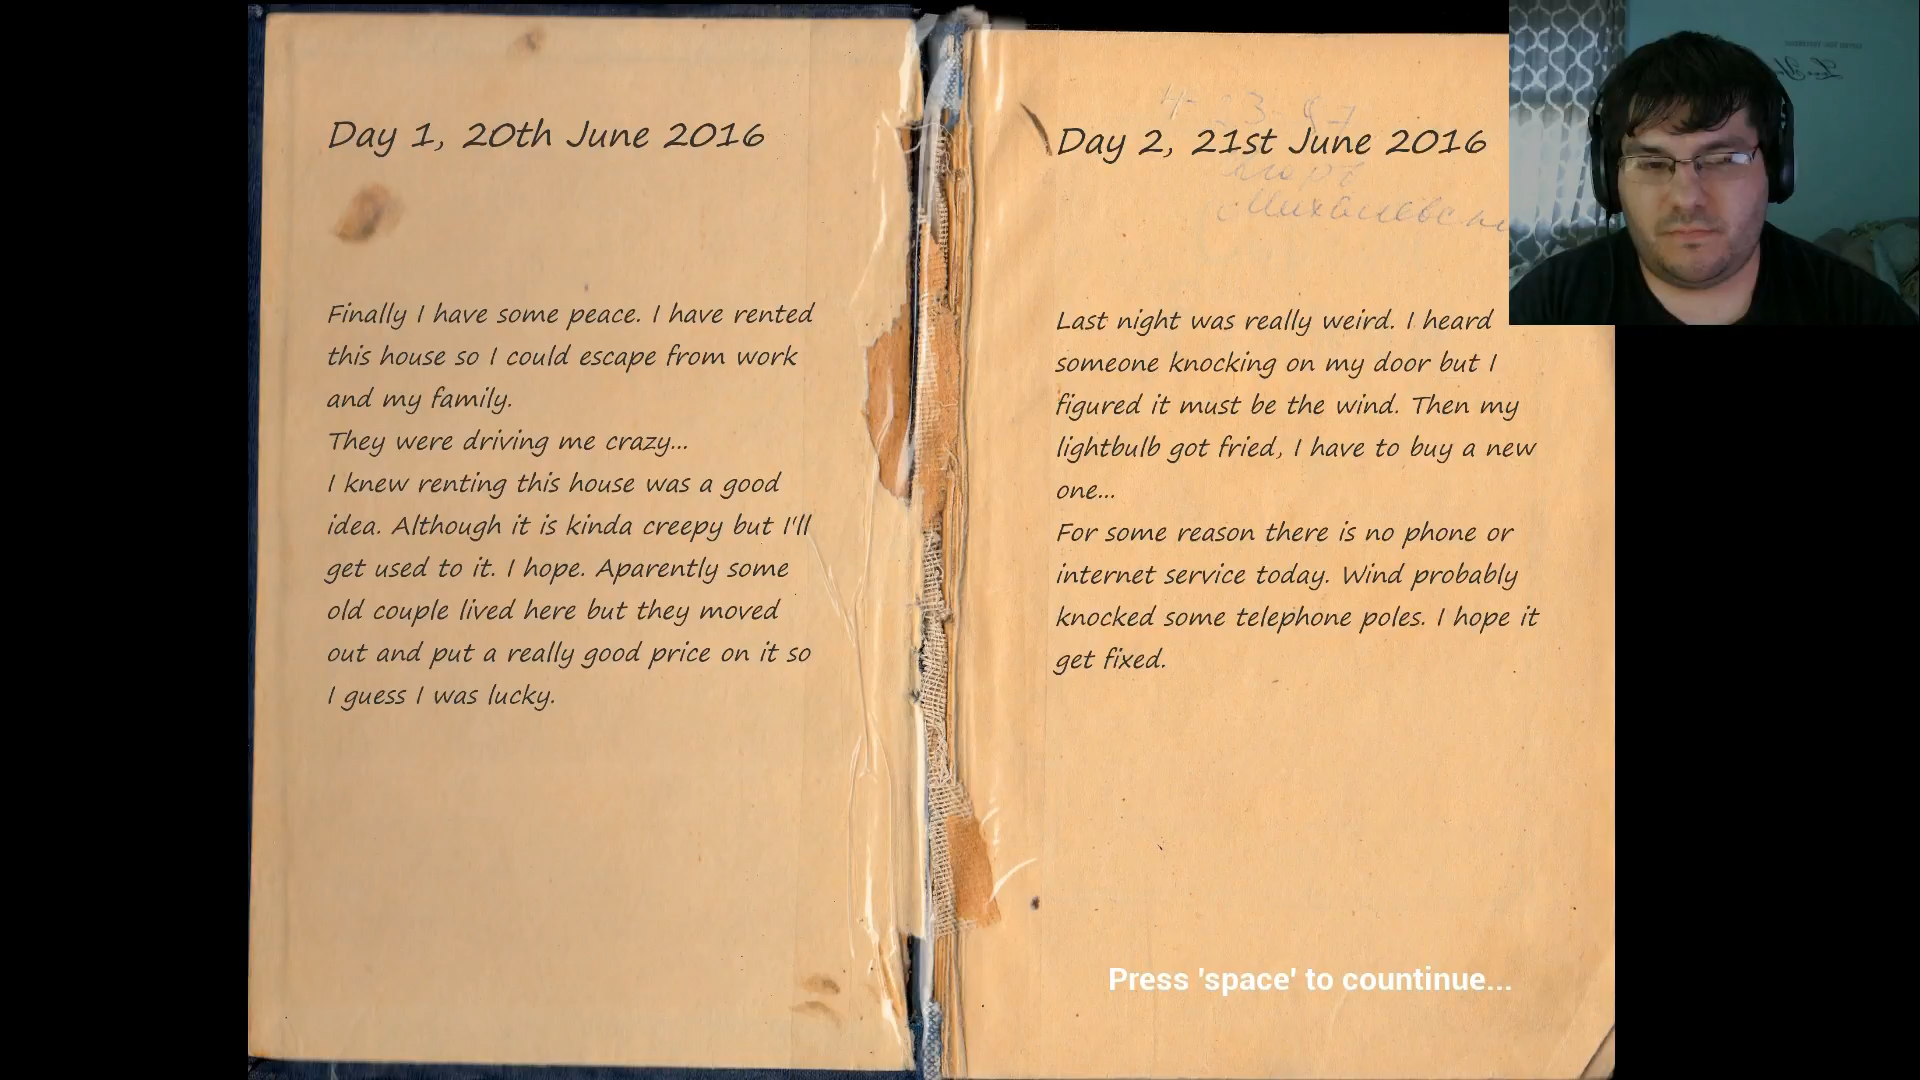 Day 1, 20th June 2016
Finally I have some peace. I have rented
this house so I could escape from work
and my family.
They were driving me crazy...
I knew renting this house was a good
idea. Although it is kinda creepy but I'll
get used to it. I hope. Aparently some
old couple lived here but they moved
out and put a really good price on it so
I guess I was lucky.
Day 2, 21st June 2016
Last night was really weird. I heard
someone knocking on my door but I
figured it must be the wind. Then my
lightbulb got fried, I have to buy a new
one...
For some reason there is no phone or
internet service today. Wind probably
knocked some telephone poles. I hope it
get fixed.
Press 'space' to countinue...